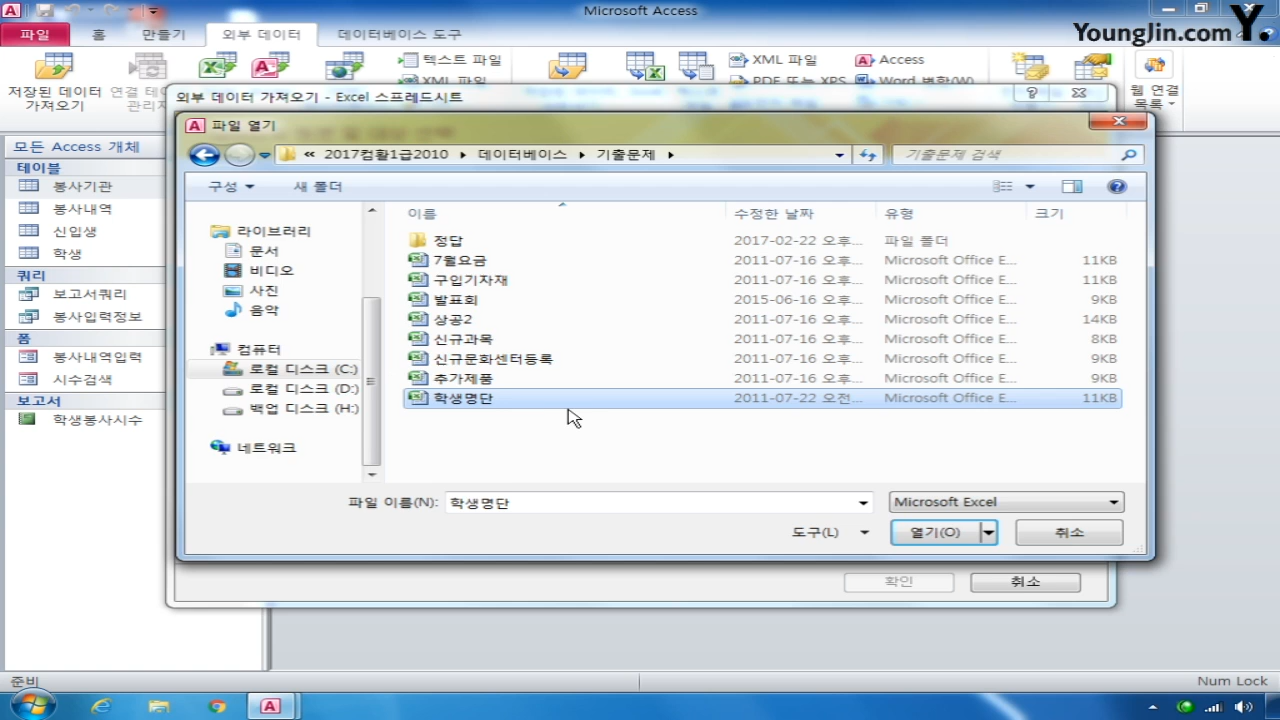 Microsoft Access
YoungJin.com Y.
파일 홈 만들기 외부 데이터 데이터베이스 도구
텍스트 파일 XML 파일 Access
XML 파일 PDF 또는 XPS Word 병합(W)
저장된 데이터 가져오기 연결 테
관리자
웹 연결
목록
외부 데이터 가져오기 - Excel 스프레드시트
파일 열기
« 2017컴활1급2010 ▸ 데이터베이스 ▸ 기출문제 ▸
기출문제 검색
구성 새 폴더
모든 Access 개체
테이블
봉사기관
봉사내역
신입생
학생
쿼리
보고서쿼리
봉사입력정보
폼
봉사내역입력
시수검색
보고서
학생봉사시수
라이브러리
문서
비디오
사진
음악
컴퓨터
로컬 디스크 (C:)
로컬 디스크 (D:)
백업 디스크 (H:)
네트워크
이름 수정한 날짜 유형 크기
정답 2017-02-22 오후... 파일 폴더
7월요금 2011-07-16 오후... Microsoft Office E... 11KB
구입기자재 2011-07-16 오후... Microsoft Office E... 11KB
발표회 2015-06-16 오후... Microsoft Office E... 9KB
상공2 2011-07-16 오후... Microsoft Office E... 14KB
신규과목 2011-07-16 오후... Microsoft Office E... 8KB
신규문화센터등록 2011-07-16 오후... Microsoft Office E... 9KB
추가제품 2011-07-16 오후... Microsoft Office E... 9KB
학생명단 2011-07-22 오전... Microsoft Office E... 11KB
파일 이름(N): 학생명단 Microsoft Excel
도구(L) 열기(O) 취소
확인 취소
준비 Num Lock